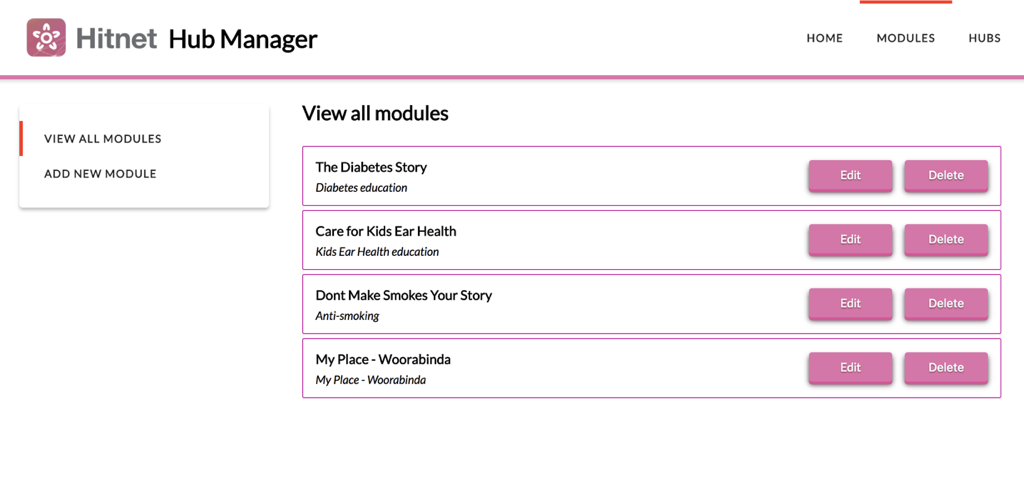 Hitnet Hub Manager
HOME MODULES HUBS
VIEW ALL MODULES
ADD NEW MODULE
View all modules
The Diabetes Story
Diabetes education
Edit Delete
Care for Kids Ear Health
Kids Ear Health education
Edit Delete
Dont Make Smokes Your Story
Anti-smoking
Edit Delete
My Place - Woorabinda
My Place - Woorabinda
Edit Delete